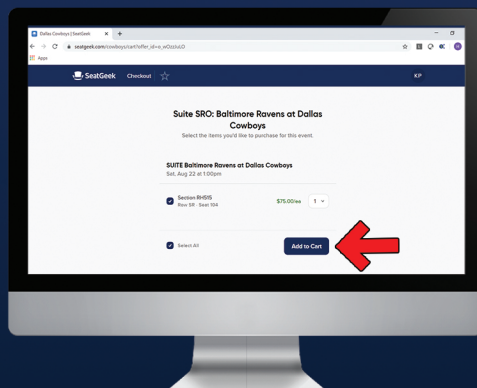 Dallas Cowboys | SeatGeek
seatgeek.com/cowboys/cart?offer_id=o_wDzzJuLD
Apps
SeatGeek Checkout KP
Suite SRO: Baltimore Ravens at Dallas
Cowboys
Select the items you'd like to purchase for this event.
SUITE Baltimore Ravens at Dallas Cowboys
Sat, Aug 22 at 1:00pm
Section RH515
Row SR · Seat 104
$75.00/ea 1
Select All
Add to Cart